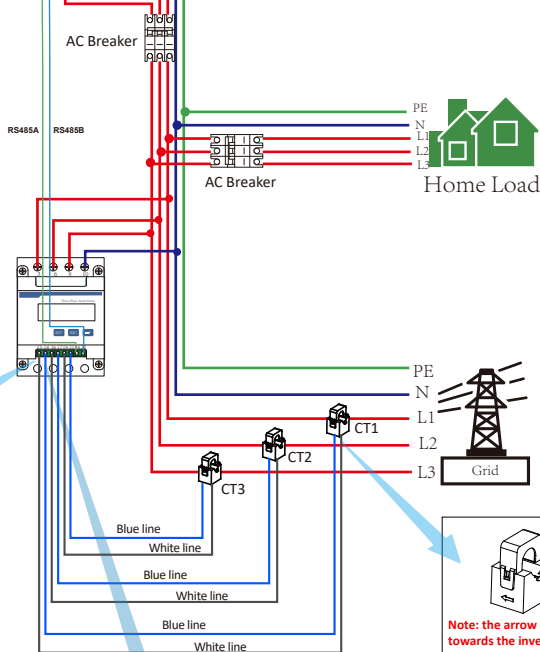 AC Breaker
RS485A
RS485B
PE
N
L1
L2
L3
AC Breaker
Home Load
PE
N
L1
CT1
L2
CT2
L3
Grid
CT3
Blue line
White line
Blue line
White line
Blue line
White line
Note: the arrow
towards the inve